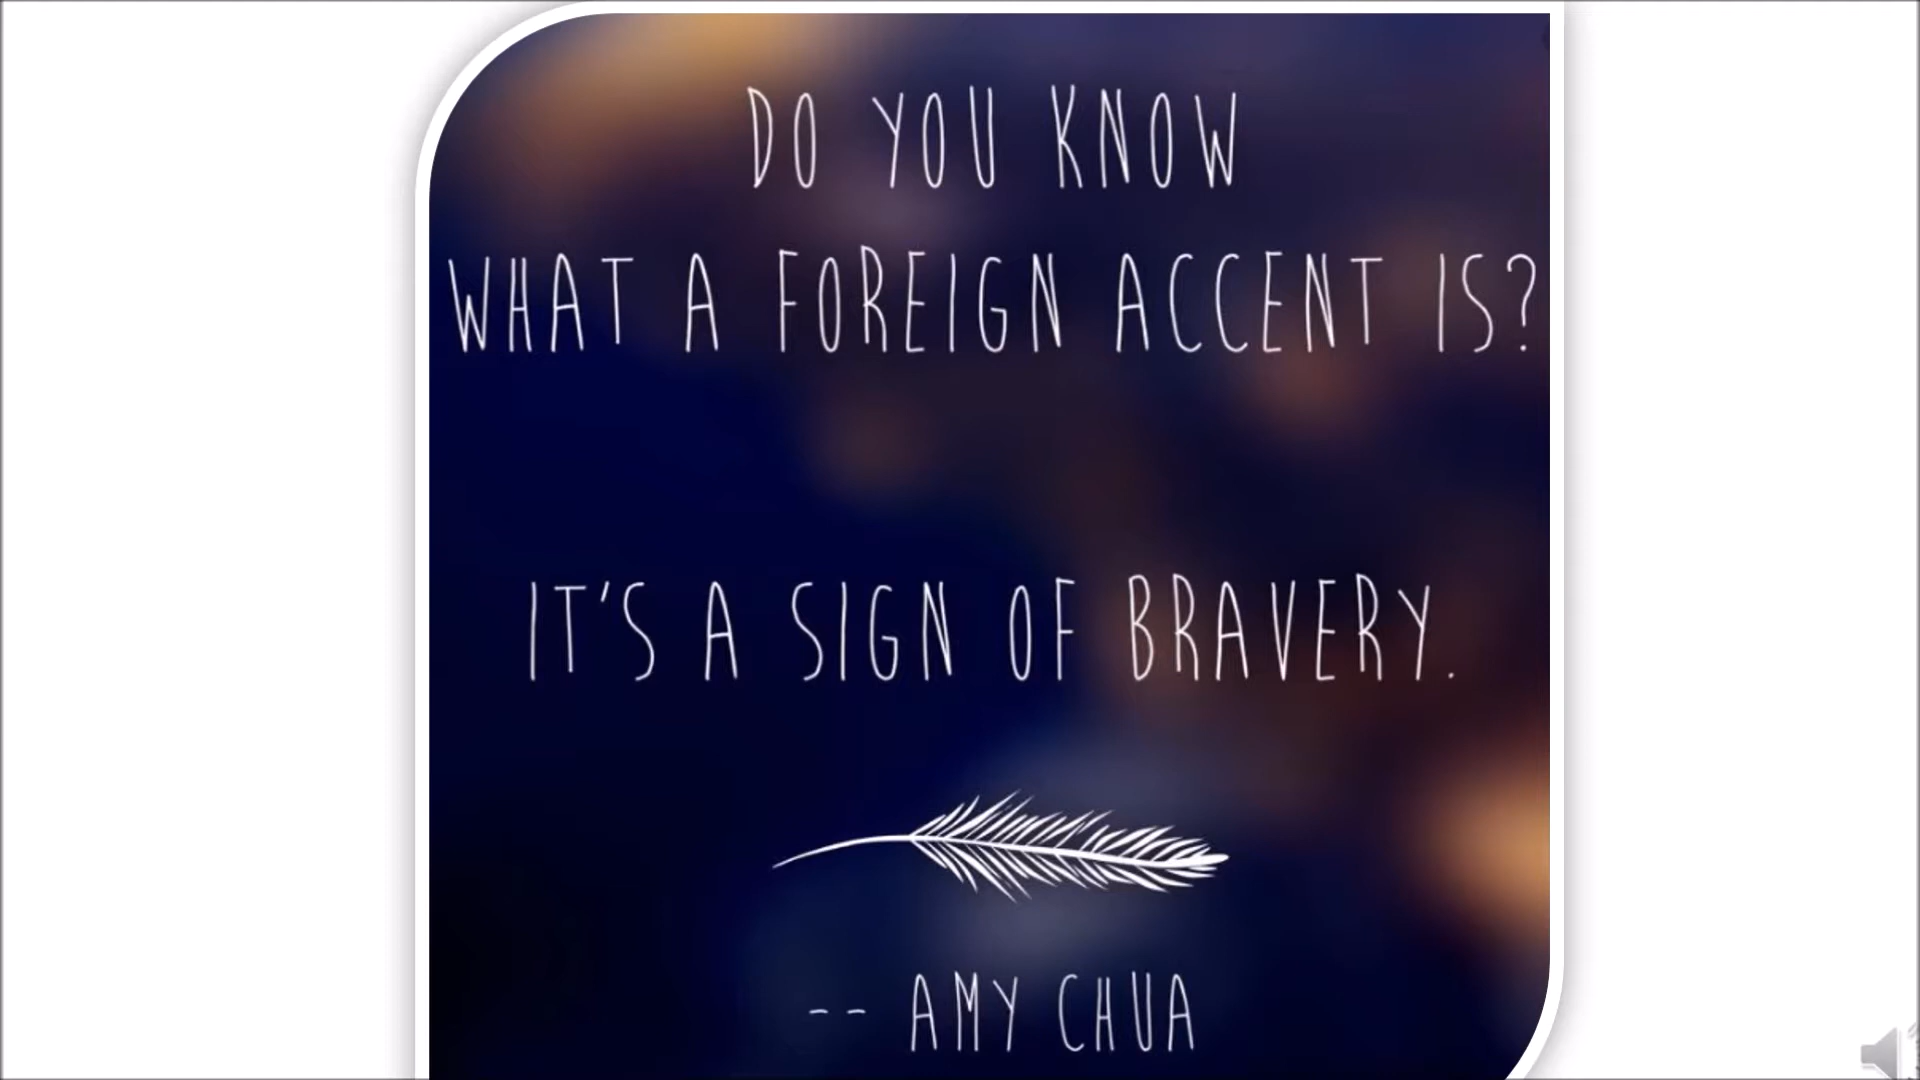 DO YOU KNOW
WHAT A FOREIGN ACCENT IS?
IT'S A SIGN OF BRAVERY.
-- AMY CHUA